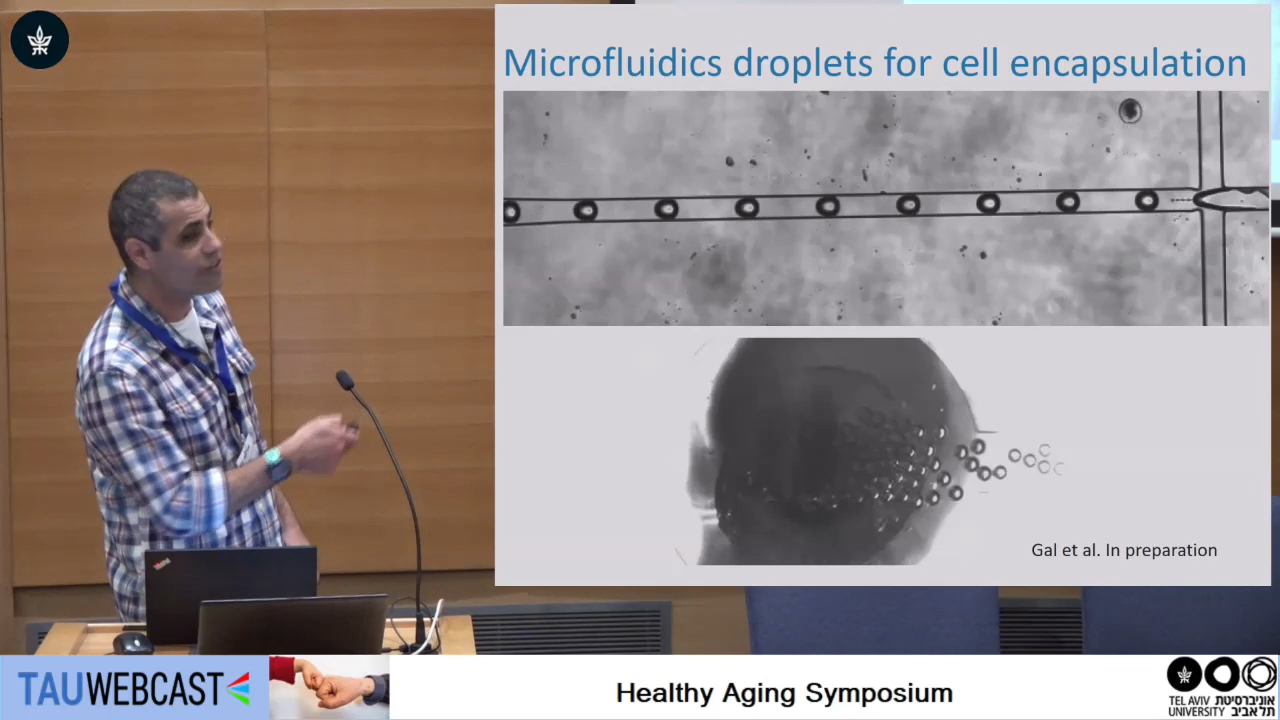 Microfluidics droplets for cell encapsulation
Gal et al. In preparation
TAUWEBCAST
Healthy Aging Symposium
TEL AVIV אוניברסיטת
UNIVERSITY תל אביב